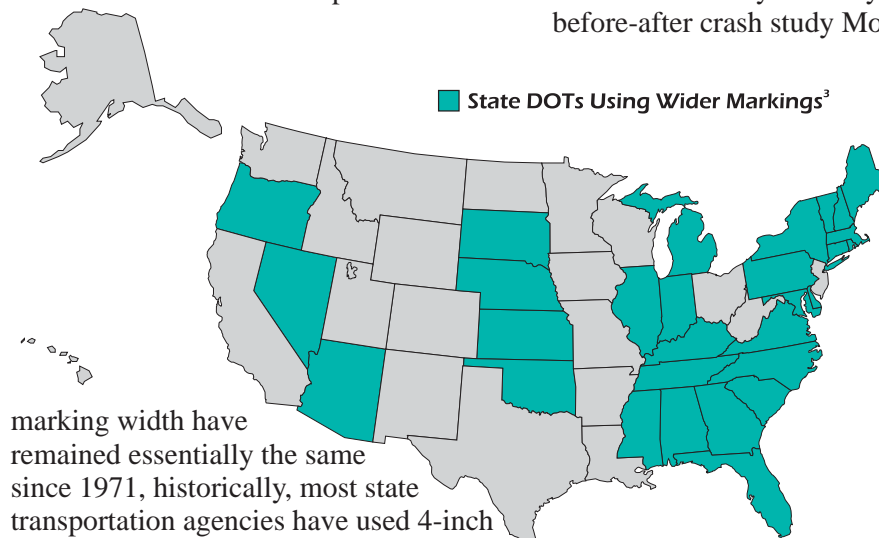 before-after crash study Mo
State DOTs Using Wider Markings³
marking width have
remained essentially the same
since 1971, historically, most state
transportation agencies have used 4-inch